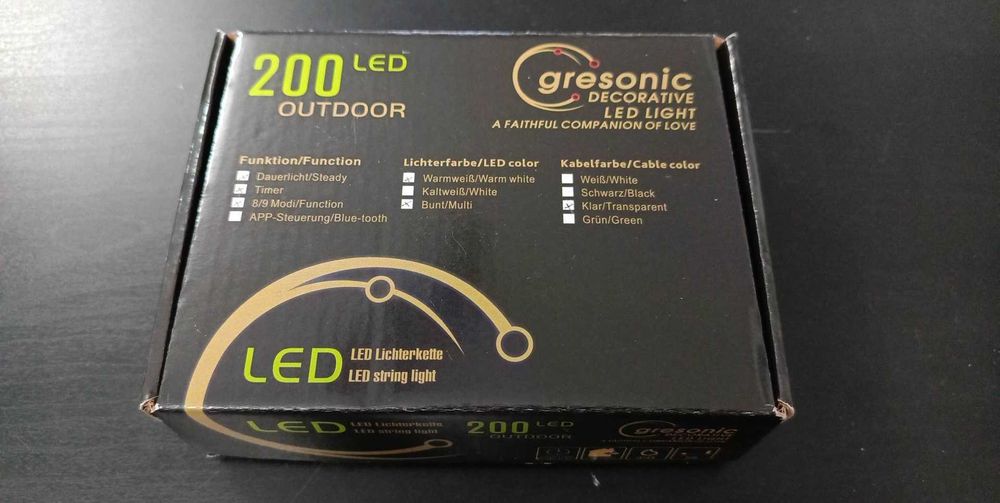 200 LED
OUTDOOR
gresonic
DECORATIVE
LED LIGHT
A FAITHFUL COMPANION OF LOVE
Funktion/Function
Dauerlicht/Steady
Timer
8/9 Modi/Function
APP-Steuerung/Blue-tooth
Lichterfarbe/LED color
Warmweiß/Warm white
Kaltweiß/White
Bunt/Multi
Kabelfarbe/Cable color
Weiß/White
Schwarz/Black
Klar/Transparent
Grün/Green
LED
LED Lichterkette
LED string light
LED
LED Lichterkette
LED string light
200 LED
OUTDOOR
gresonic
LED LIGHT